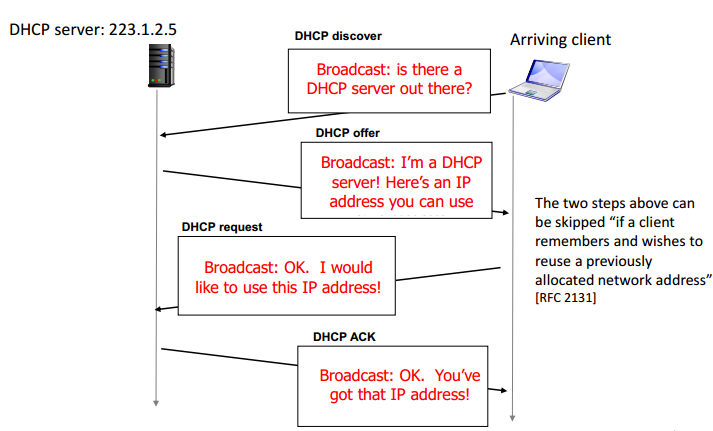 DHCP server: 223.1.2.5
DHCP discover
Arriving client
Broadcast: is there a
DHCP server out there?
DHCP offer
Broadcast: I’m a DHCP
server! Here’s an IP
address you can use
The two steps above can
be skipped “if a client
remembers and wishes to
reuse a previously
allocated network address”
[RFC 2131]
DHCP request
Broadcast: OK.  I would
like to use this IP address!
DHCP ACK
Broadcast: OK.  You’ve
got that IP address!